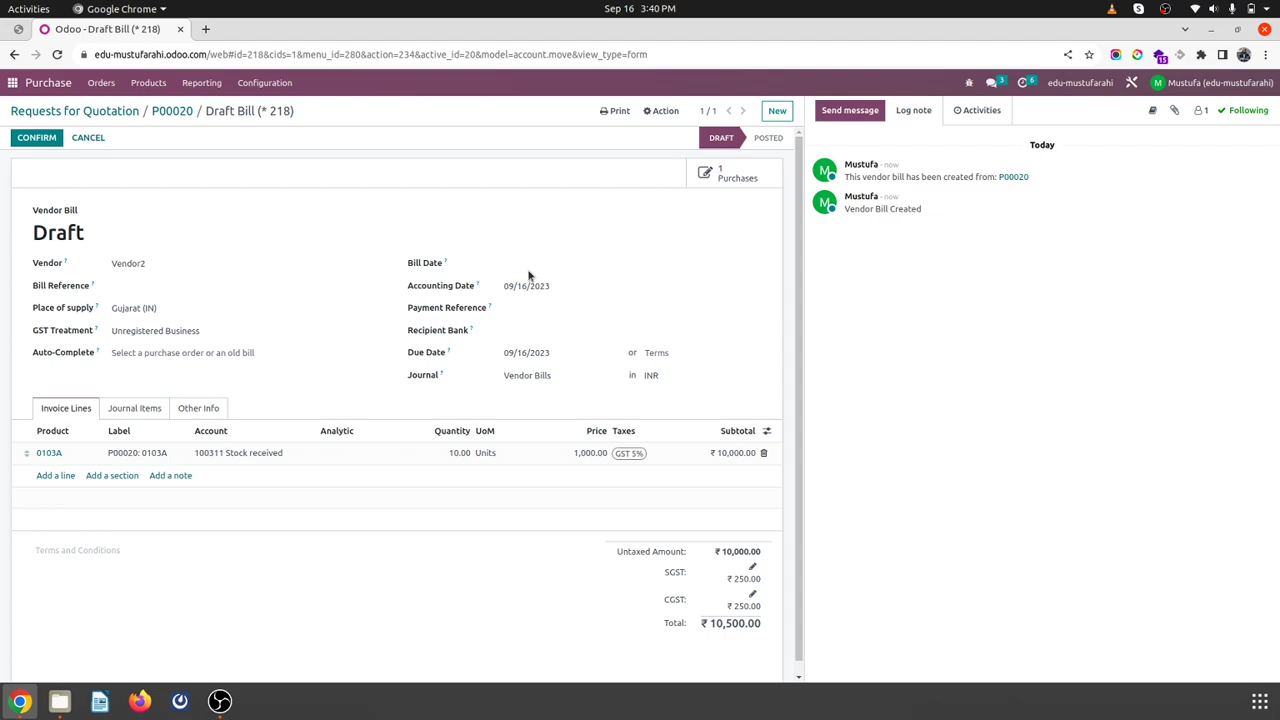 Activities Google Chrome Sep 16 3:40 PM
Odoo - Draft Bill (* 218)
edu-mustufarahi.odoo.com/web#id=218&cids=1&menu_id=280&action=234&active_id=20&model=account.move&view_type=form
15
Purchase Orders Products Reporting Configuration 3 6 edu-mustufarahi M Mustufa (edu-mustufarahi)
Requests for Quotation / P00020 / Draft Bill (* 218) Print Action 1 / 1 New
Send message Log note Activities 1 Following
CONFIRM CANCEL DRAFT POSTED
Today
1
Purchases
M Mustufa - now
This vendor bill has been created from: P00020
M Mustufa - now
Vendor Bill Created
Vendor Bill
Draft
Vendor ? Vendor2 Bill Date ?
Bill Reference ? Accounting Date ? 09/16/2023
Place of supply ? Gujarat (IN) Payment Reference ?
GST Treatment ? Unregistered Business Recipient Bank ?
Auto-Complete ? Select a purchase order or an old bill Due Date ? 09/16/2023 or Terms
Journal ? Vendor Bills in INR
Invoice Lines Journal Items Other Info
Product Label Account Analytic Quantity UoM Price Taxes Subtotal
0103A P00020: 0103A 100311 Stock received 10.00 Units 1,000.00 GST 5% ₹ 10,000.00
Add a line Add a section Add a note
Terms and Conditions
Untaxed Amount: ₹ 10,000.00
SGST: ₹ 250.00
CGST: ₹ 250.00
Total: ₹ 10,500.00